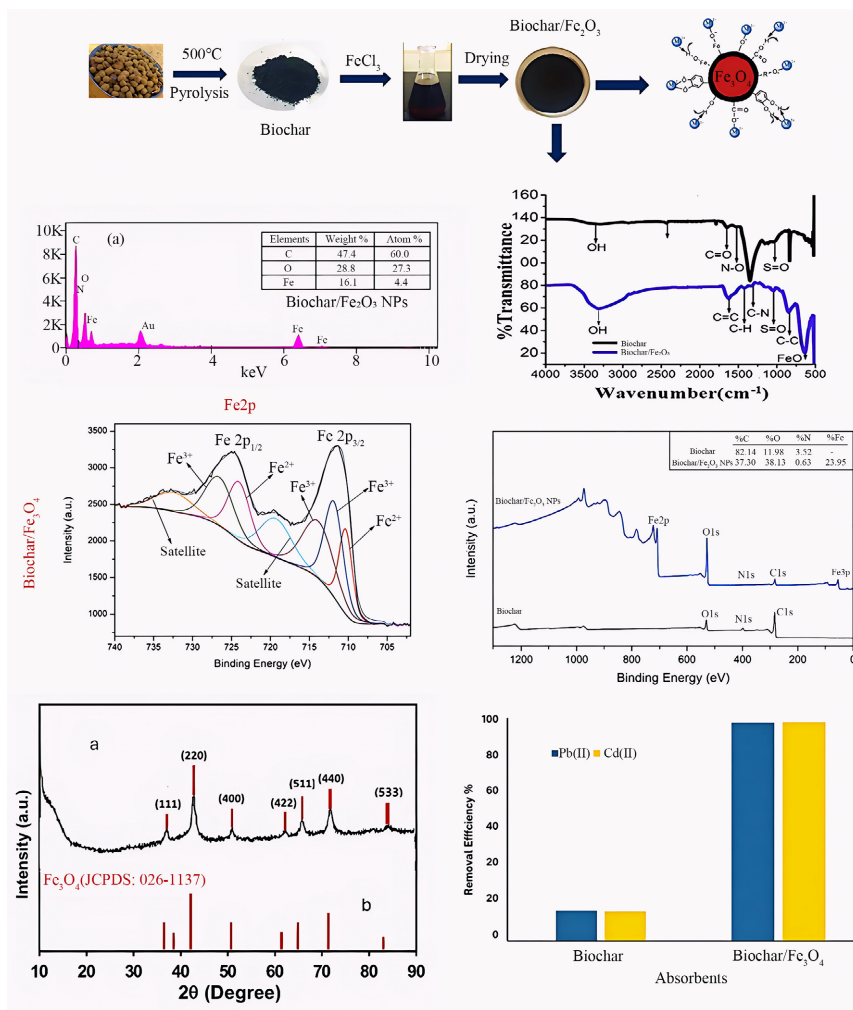 Biochar/Fe₂O₃
500℃
FeCl₃
Drying
Pyrolysis
Biochar
Fe₃O₄
(a)
10K
8K
6K
4K
2K
0
C
O
N
Fe
Au
Fe
Fe
Elements Weight % Atom %
C 47.4 60.0
O 28.8 27.3
Fe 16.1 4.4
Biochar/Fe₂O₃ NPs
0 2 4 6 8 10
keV
%Transmittance
140
120
100
80
80
60
40
20
OH
C=O
N-O
S=O
OH
C=C
C-H
C-N
S=O
C-C
FeO
Biochar
Biochar/Fe₂O₃
4000 3500 3000 2500 2000 1500 1000 500
Wavenumber(cm⁻¹)
Fe2p
Biochar/Fe₃O₄
Intensity (a.u.)
3500
3000
2500
2000
1500
1000
Fe³⁺
Fe 2p₁/₂
Fe²⁺
Fe 2p₃/₂
Fe³⁺
Fe³⁺
Fe²⁺
Satellite
Satellite
740 735 730 725 720 715 710 705
Binding Energy (eV)
%C %O %N %Fe
Biochar 82.14 11.98 3.52 -
Biochar/Fe₂O₃ NPs 37.30 38.13 0.63 23.95
Intensity (a.u.)
Biochar/Fe₂O₃ NPs
Fe2p
O1s
N1s
C1s
Fe3p
Biochar
O1s
N1s
C1s
1200 1000 800 600 400 200 0
Binding Energy (eV)
Intensity (a.u.)
a
(111)
(220)
(400)
(422)
(511]
(440)
(533)
Fe₃O₄(JCPDS: 026-1137)
b
10 20 30 40 50 60 70 80 90
2θ (Degree)
Removal Efffciency %
100
80
60
80
20
20
0
Pb(II) Cd(II)
Biochar Biochar/Fe₃O₄
Absorbents